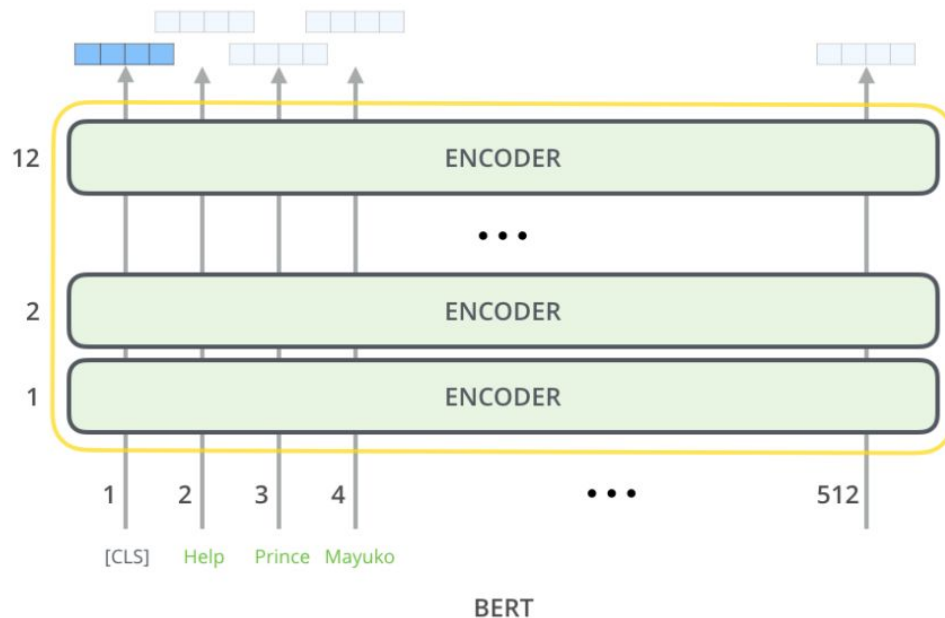 12 ENCODER
...
2 ENCODER
1 ENCODER
1 2 3 4 ... 512
[CLS] Help Prince Mayuko
BERT